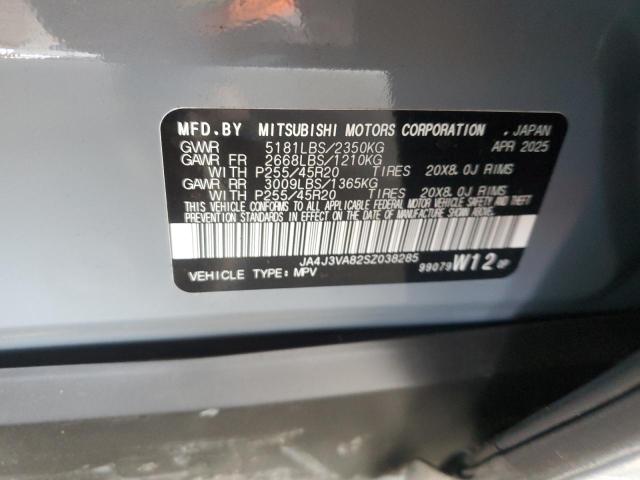 MFD.BY MITSUBISHI MOTORS CORPORATION, JAPAN
GVWR 5181LBS/2350KG APR 2025
GAWR FR 2668LBS/1210KG
WITH P255/45R20 TIRES 20X8.0J RIMS
GAWR RR 3009LBS/1365KG
WITH P255/45R20 TIRES 20X8.0J RIMS
THIS VEHICLE CONFORMS TO ALL APPLICABLE FEDERAL MOTOR VEHICLE SAFETY AND THEFT
PREVENTION STANDARDS IN EFFECT ON THE DATE OF MANUFACTURE SHOWN ABOVE.
JA4J3VA82SZ038285
VEHICLE TYPE: MPV 99079 W12